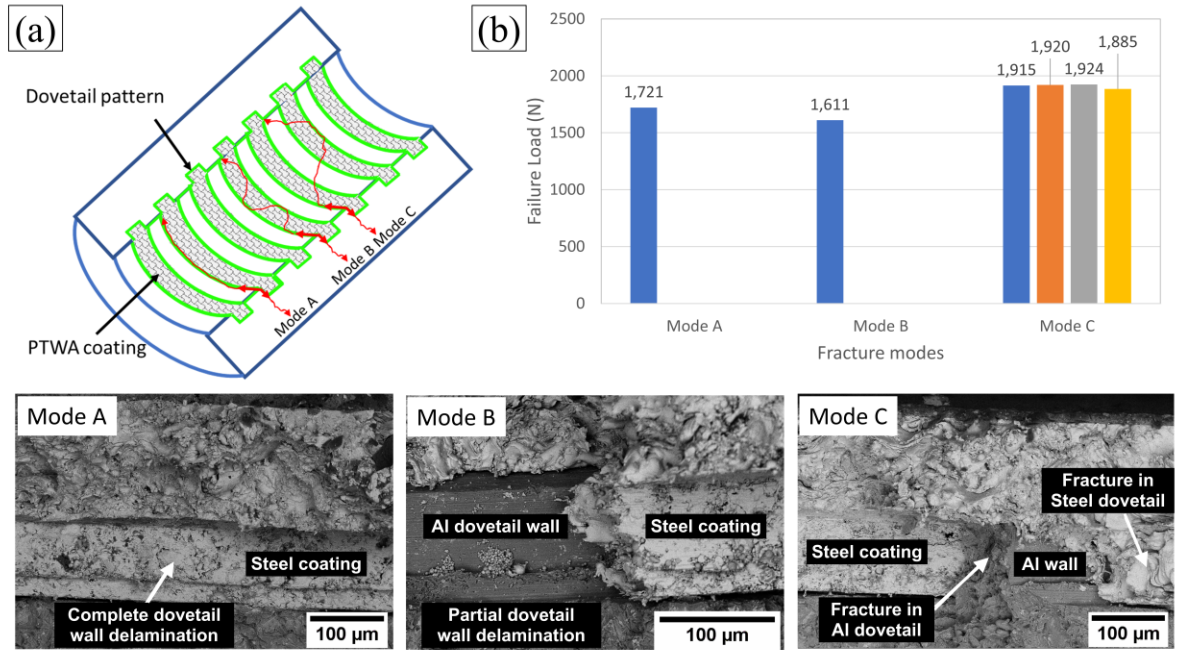 (a)
Dovetail pattern
PTWA coating
Mode A
Mode B
Mode C
(b)
Failure Load (N)
2500
2000
1500
1000
500
0
1,721
1,611
1,915
1,920
1,924
1,885
Mode A
Mode B
Mode C
Fracture modes
Mode A
Steel coating
Complete dovetail
wall delamination
100 µm
Mode B
Al dovetail wall
Steel coating
Partial dovetail
wall delamination
100 µm
Mode C
Fracture in
Steel dovetail
Steel coating
Al wall
Fracture in
Al dovetail
100 µm